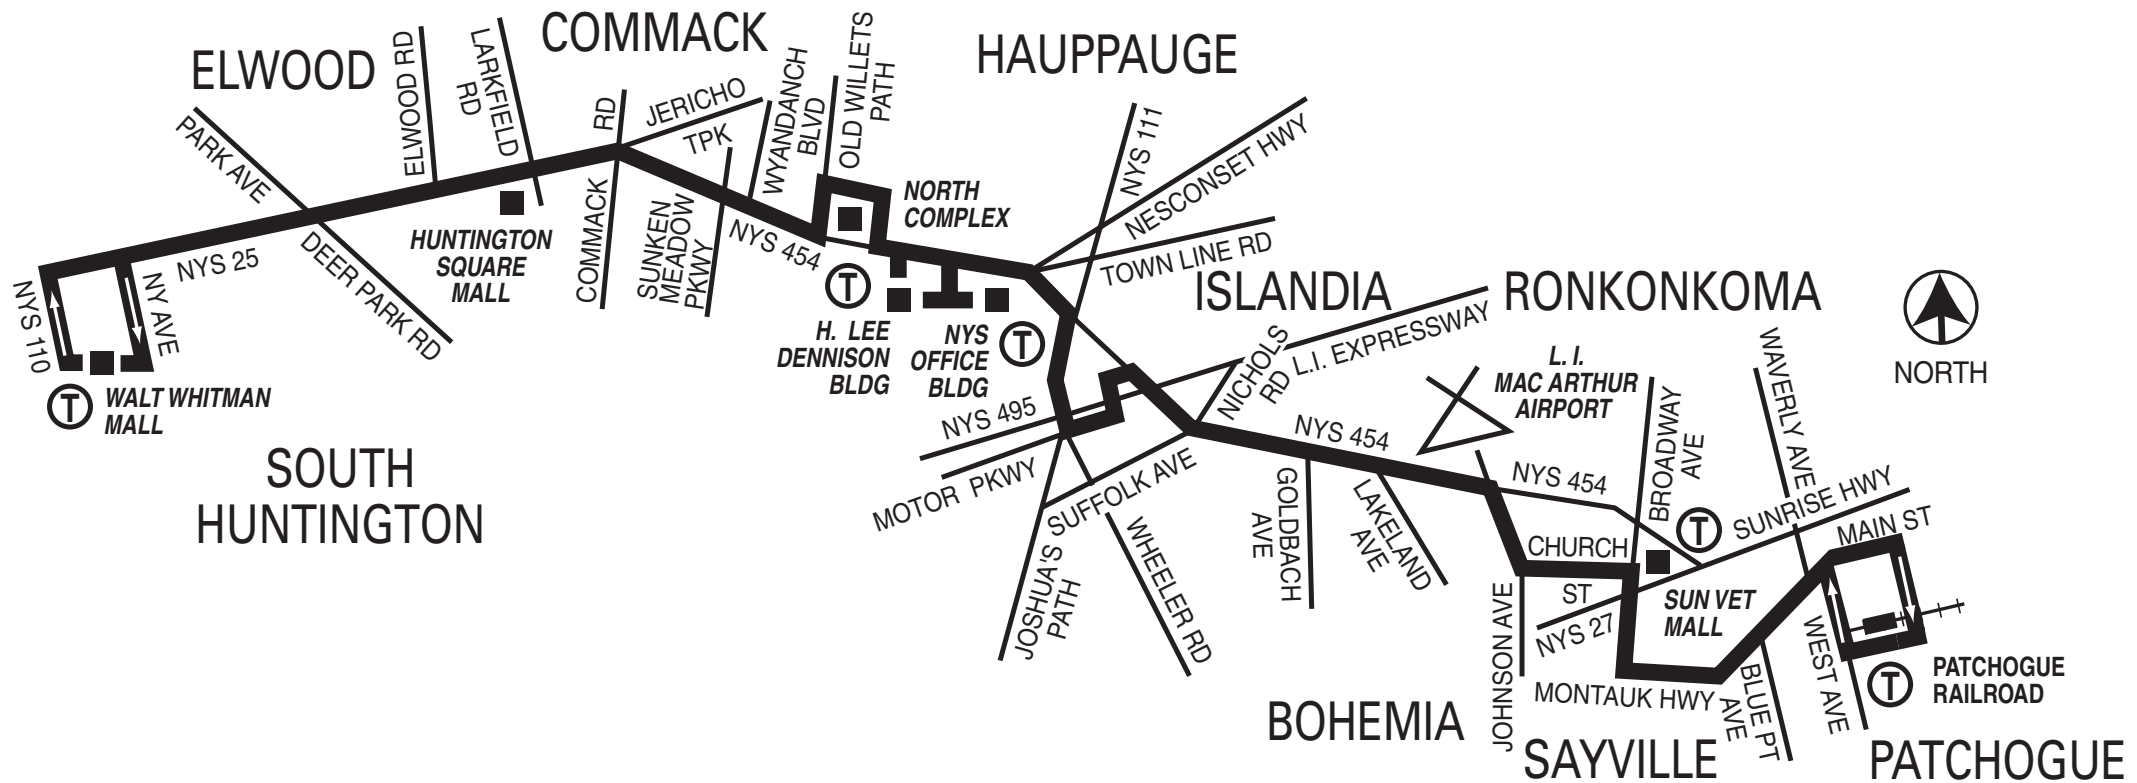 ELWOOD
COMMACK
HAUPPAUGE
PARK AVE
ELWOOD RD
LARKFIELD
RD
RD
JERICHO
TPK
WYANDANCH
BLVD
OLD WILLETS
PATH
NYS 111
NESCONSET HWY
TOWN LINE RD
NORTH
COMPLEX
NYS 110
NY AVE
NYS 25
DEER PARK RD
HUNTINGTON
SQUARE
MALL
COMMACK
SUNKEN
MEADOW
PKWY
NYS 454
T
H. LEE
DENNISON
BLDG
NYS
OFFICE
BLDG
T
ISLANDIA
RONKONKOMA
NORTH
T
WALT WHITMAN
MALL
SOUTH
HUNTINGTON
NYS 495
MOTOR PKWY
NICHOLS
RD
L.I. EXPRESSWAY
L. I.
MAC ARTHUR
AIRPORT
NYS 454
SUFFOLK AVE
JOSHUA'S
PATH
WHEELER RD
GOLDBACH
AVE
LAKELAND
AVE
NYS 454
BROADWAY
AVE
WAVERLY AVE
T
SUNRISE HWY
MAIN ST
CHURCH
ST
NYS 27
SUN VET
MALL
JOHNSON AVE
MONTAUK HWY
BLUE PT
AVE
WEST AVE
T
PATCHOGUE
RAILROAD
BOHEMIA
SAYVILLE
PATCHOGUE